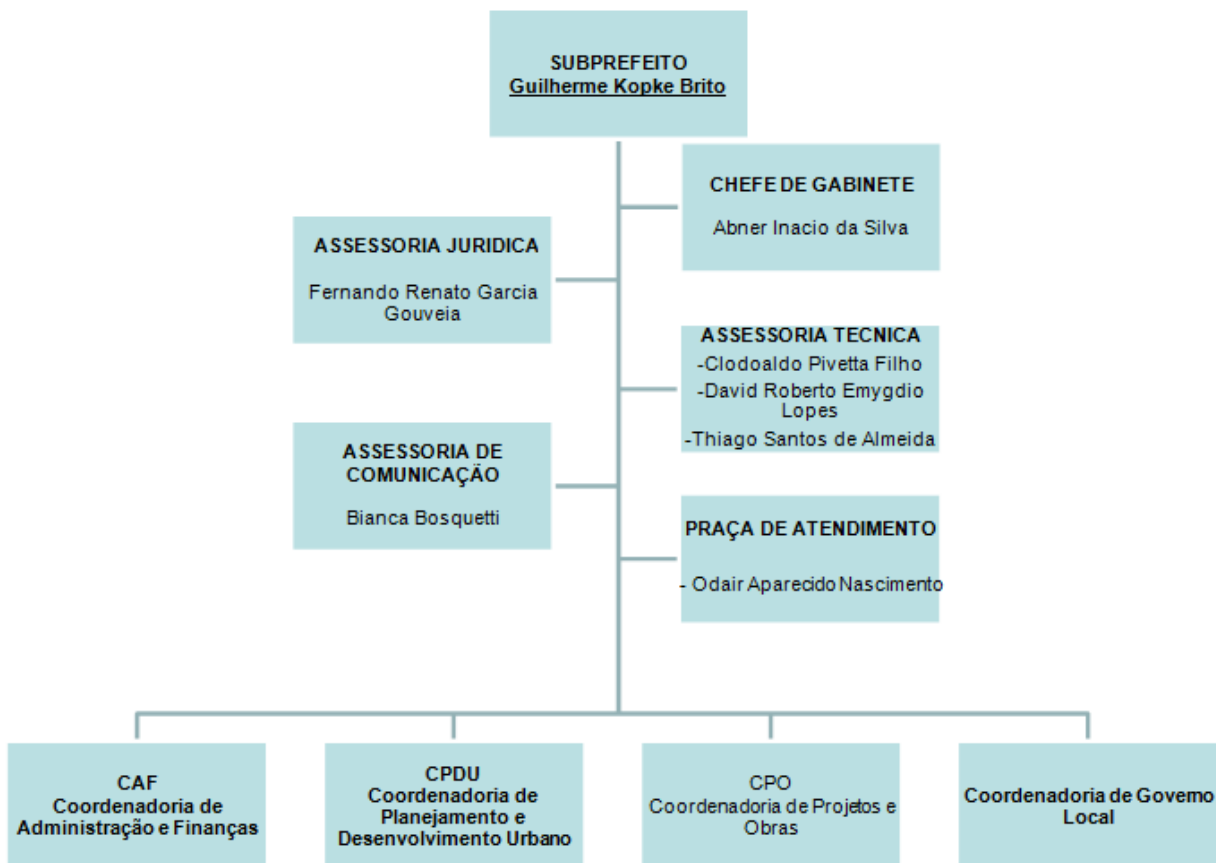 SUBPREFEITO
Guilherme Kopke Brito
CHEFE DE GABINETE
Abner Inacio da Silva
ASSESSORIA JURIDICA
Fernando Renato Garcia
Gouveia
ASSESSORIA TECNICA
-Clodoaldo Pivetta Filho
-David Roberto Emygdio
Lopes
-Thiago Santos de Almeida
ASSESSORIA DE
COMUNICAÇÃO
Bianca Bosquetti
PRAÇA DE ATENDIMENTO
- Odair Aparecido Nascimento
CAF
Coordenadoria de
Administração e Finanças
CPDU
Coordenadoria de
Planejamento e
Desenvolvimento Urbano
CPO
Coordenadoria de Projetos e
Obras
Coordenadoria de Governo
Local